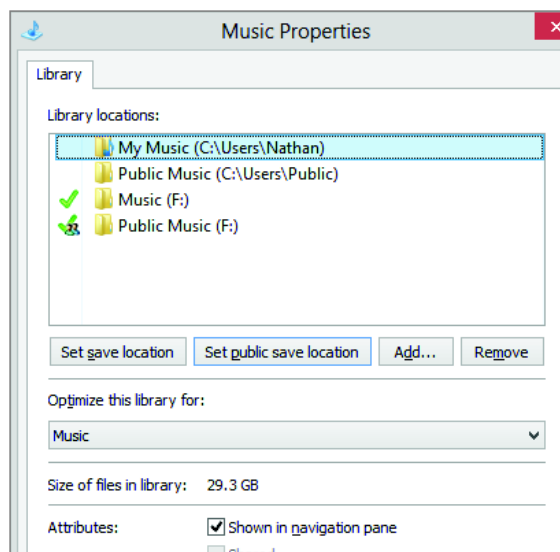 Music Properties
Library
Library locations:
My Music (C:\Users\Nathan)
Public Music (C:\Users\Public)
Music (F:)
Public Music (F:)
Set save location Set public save location Add... Remove
Optimize this library for:
Music
Size of files in library: 29.3 GB
Attributes: Shown in navigation pane